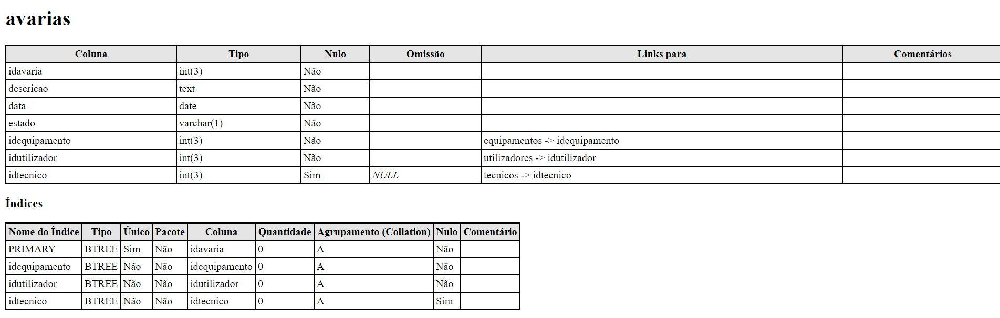 avarias
Coluna Tipo Nulo Omissão Links para Comentários
idavaria int(3) Não
descricao text Não
data date Não
estado varchar(1) Não
idequipamento int(3) Não equipamentos -> idequipamento
idutilizador int(3) Não utilizadores -> idutilizador
idtecnico int(3) Sim NULL tecnicos -> idtecnico
Índices
Nome do Índice Tipo Único Pacote Coluna Quantidade Agrupamento (Collation) Nulo Comentário
PRIMARY BTREE Sim Não idavaria 0 A Não
idequipamento BTREE Não Não idequipamento 0 A Não
idutilizador BTREE Não Não idutilizador 0 A Não
idtecnico BTREE Não Não idtecnico 0 A Sim